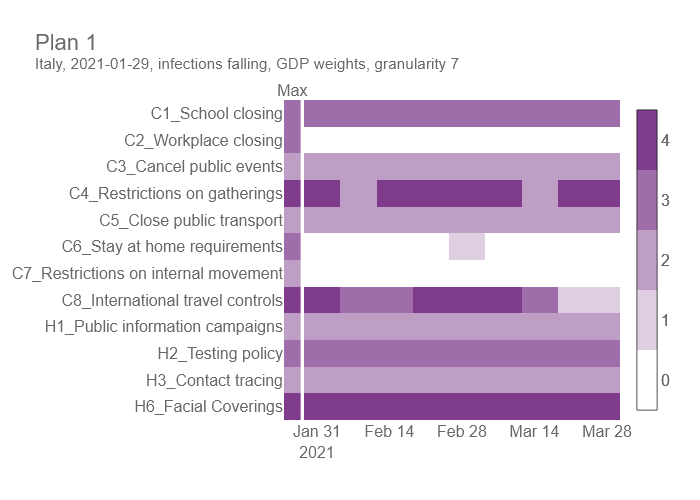 Plan 1
Italy, 2021-01-29, infections falling, GDP weights, granularity 7
Max
C1_School closing
C2_Workplace closing
C3_Cancel public events
C4_Restrictions on gatherings
C5_Close public transport
C6_Stay at home requirements
C7_Restrictions on internal movement
C8_International travel controls
H1_Public information campaigns
H2_Testing policy
H3_Contact tracing
H6_Facial Coverings
4
3
2
1
0
Jan 31 Feb 14 Feb 28 Mar 14 Mar 28
2021